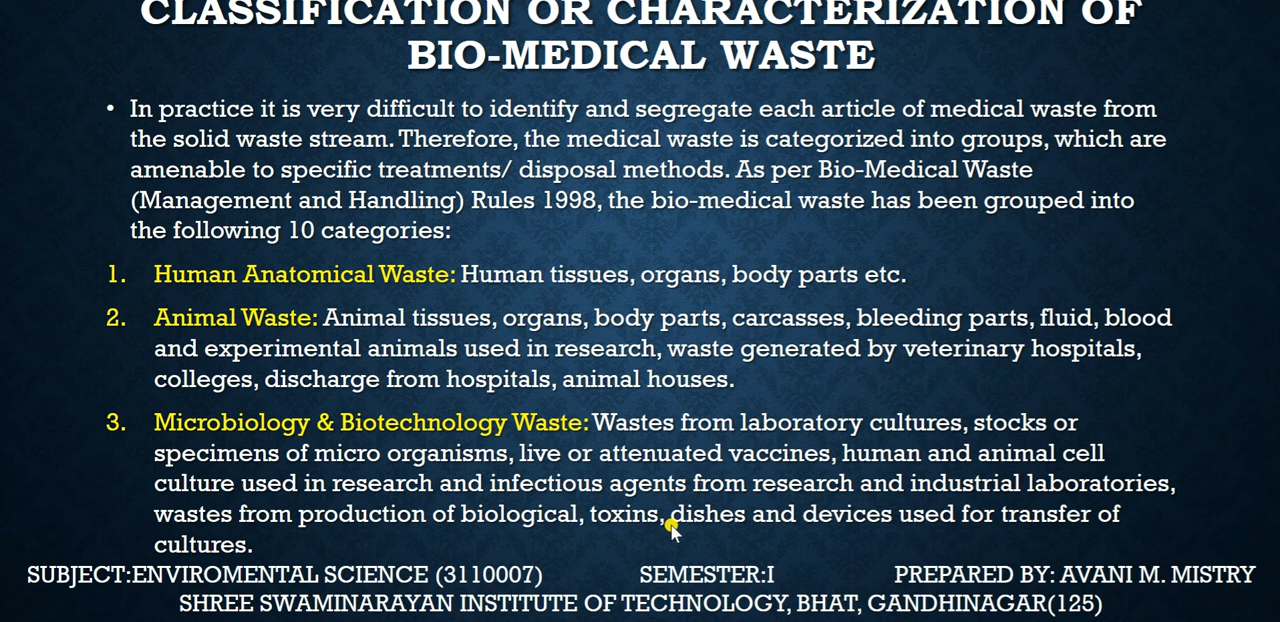 CLASSIFICATION OR CHARACTERIZATION OF
BIO-MEDICAL WASTE
• In practice it is very difficult to identify and segregate each article of medical waste from
the solid waste stream. Therefore, the medical waste is categorized into groups, which are
amenable to specific treatments/ disposal methods. As per Bio-Medical Waste
(Management and Handling) Rules 1998, the bio-medical waste has been grouped into
the following 10 categories:
1. Human Anatomical Waste: Human tissues, organs, body parts etc.
2. Animal Waste: Animal tissues, organs, body parts, carcasses, bleeding parts, fluid, blood
and experimental animals used in research, waste generated by veterinary hospitals,
colleges, discharge from hospitals, animal houses.
3. Microbiology & Biotechnology Waste: Wastes from laboratory cultures, stocks or
specimens of micro organisms, live or attenuated vaccines, human and animal cell
culture used in research and infectious agents from research and industrial laboratories,
wastes from production of biological, toxins, dishes and devices used for transfer of
cultures.
SUBJECT:ENVIROMENTAL SCIENCE (3110007) SEMESTER:I PREPARED BY: AVANI M. MISTRY
SHREE SWAMINARAYAN INSTITUTE OF TECHNOLOGY, BHAT, GANDHINAGAR(125)